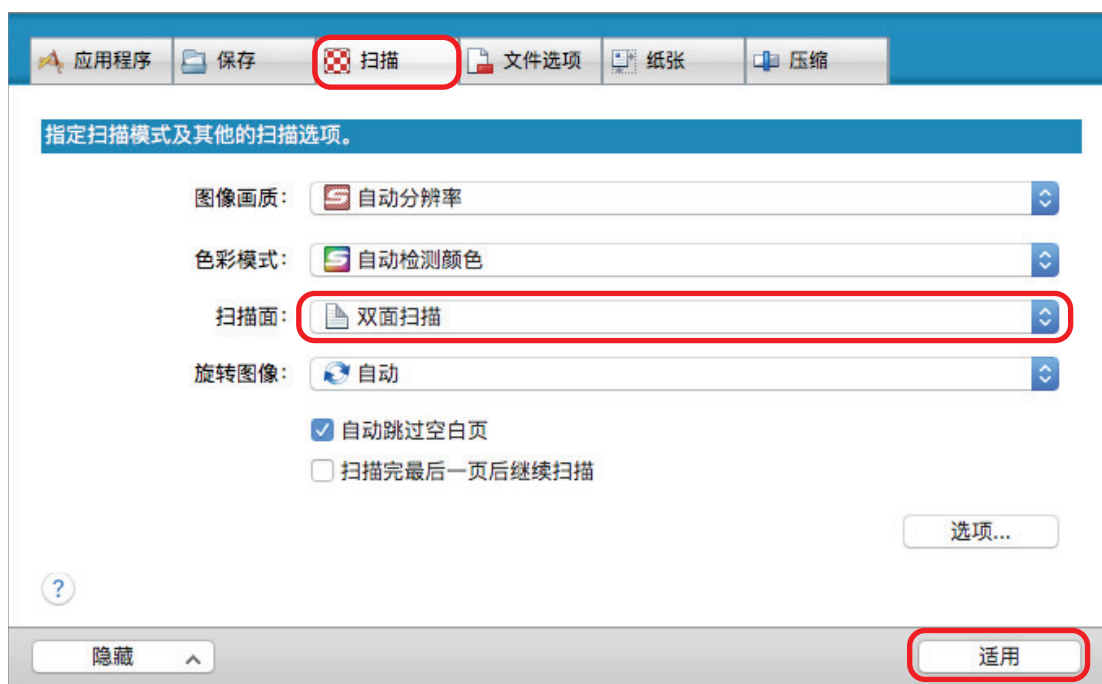 应用程序 保存 扫描 文件选项 纸张 压缩
指定扫描模式及其他的扫描选项。
图像画质： 自动分辨率
色彩模式： 自动检测颜色
扫描面： 双面扫描
旋转图像： 自动
自动跳过空白页
扫描完最后一页后继续扫描
选项...
?
隐藏 适用